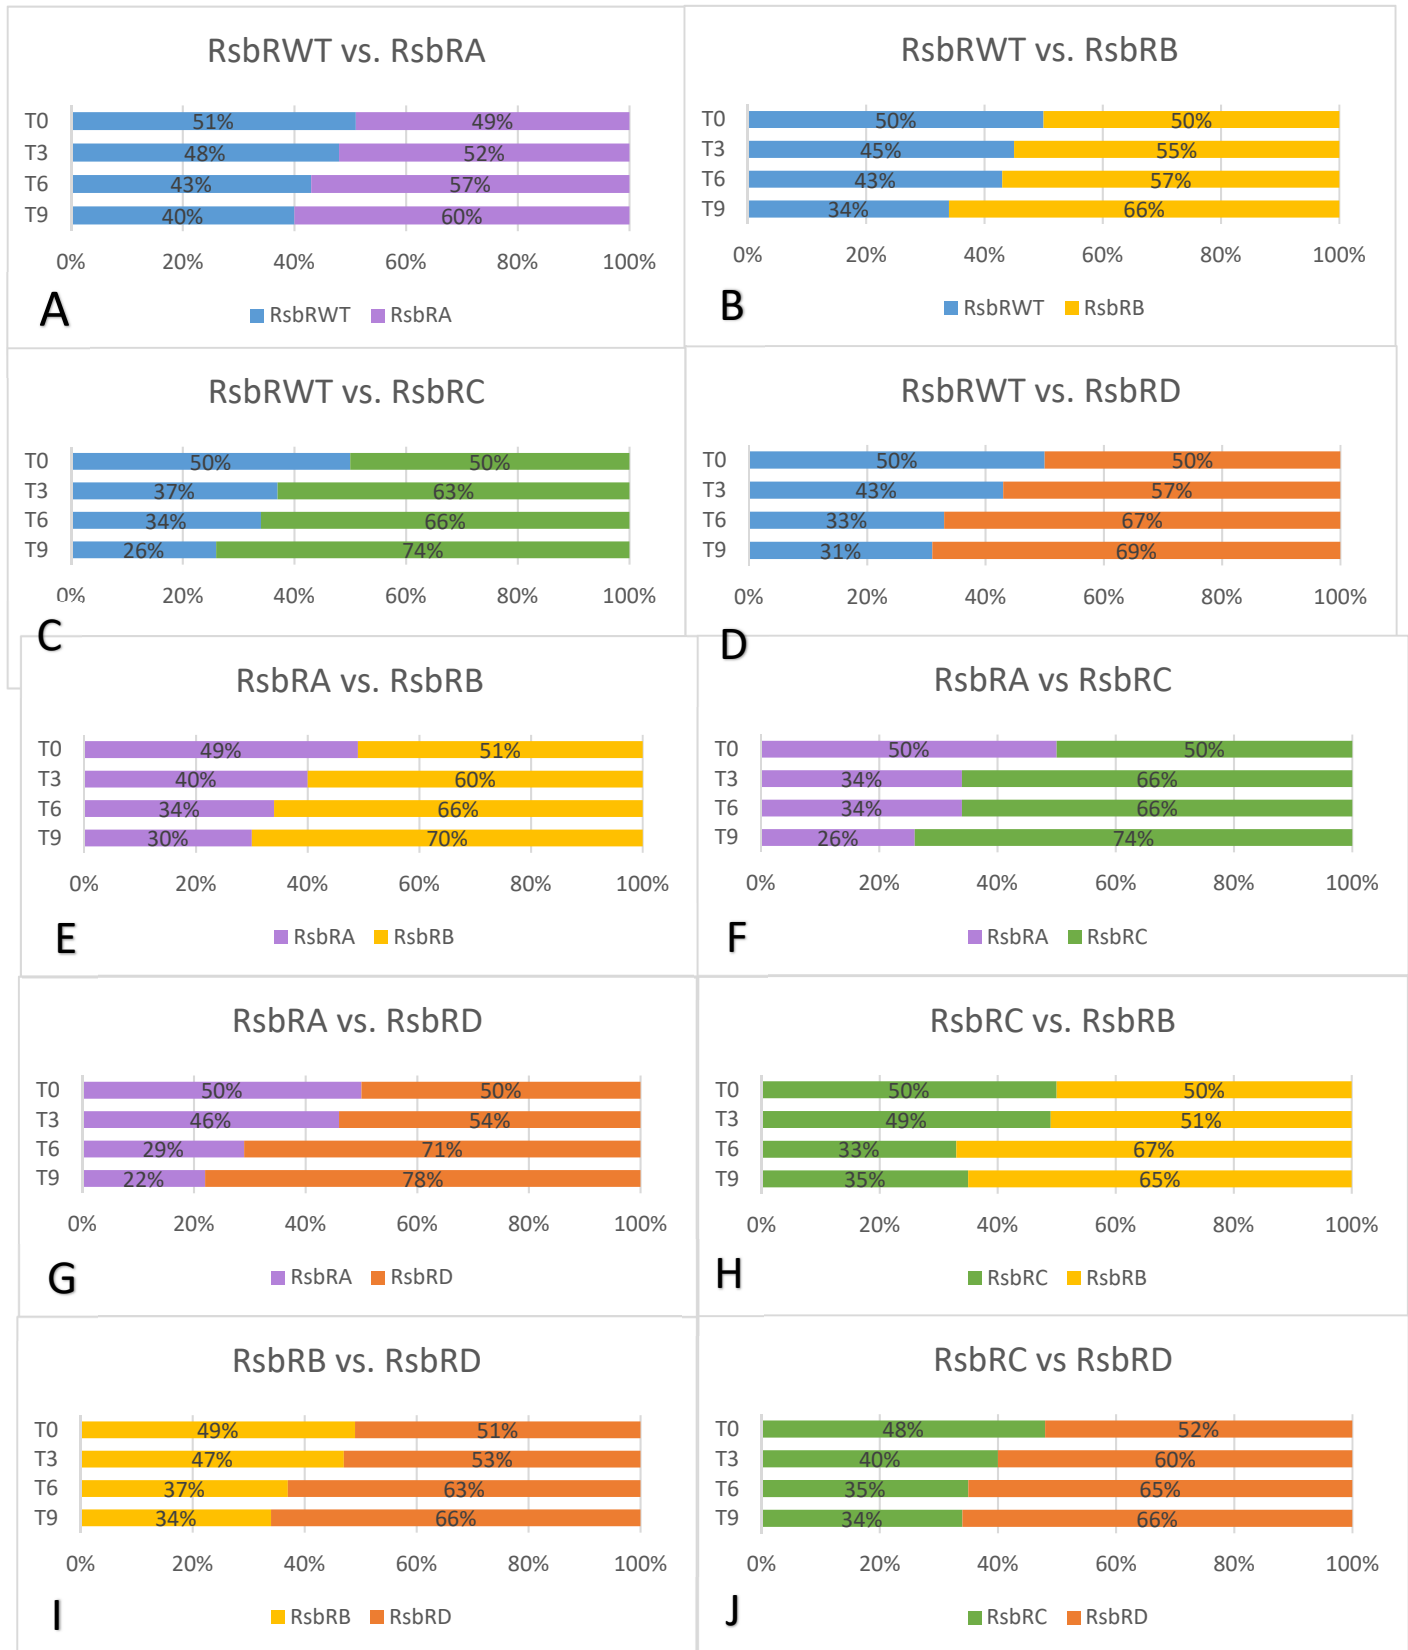 RsbRWT vs. RsbRA
T0 51% 49%
T3 48% 52%
T6 43% 57%
T9 40% 60%
0% 20% 40% 60% 80% 100%
A
RsbRWT RsbRA
RsbRWT vs. RsbRB
T0 50% 50%
T3 45% 55%
T6 43% 57%
T9 34% 66%
0% 20% 40% 60% 80% 100%
B
RsbRWT RsbRB
RsbRWT vs. RsbRC
T0 50% 50%
T3 37% 63%
T6 34% 66%
T9 26% 74%
0% 20% 40% 60% 80% 100%
C
RsbRWT vs. RsbRD
T0 50% 50%
T3 43% 57%
T6 33% 67%
T9 31% 69%
0% 20% 40% 60% 80% 100%
D
RsbRA vs. RsbRB
T0 49% 51%
T3 40% 60%
T6 34% 66%
T9 30% 70%
0% 20% 40% 60% 80% 100%
E
RsbRA RsbRB
RsbRA vs RsbRC
T0 50% 50%
T3 34% 66%
T6 34% 66%
T9 26% 74%
0% 20% 40% 60% 80% 100%
F
RsbRA RsbRC
RsbRA vs. RsbRD
T0 50% 50%
T3 46% 54%
T6 29% 71%
T9 22% 78%
0% 20% 40% 60% 80% 100%
G
RsbRA RsbRD
RsbRC vs. RsbRB
T0 50% 50%
T3 49% 51%
T6 33% 67%
T9 35% 65%
0% 20% 40% 60% 80% 100%
H
RsbRC RsbRB
RsbRB vs. RsbRD
T0 49% 51%
T3 47% 53%
T6 37% 63%
T9 34% 66%
0% 20% 40% 60% 80% 100%
I
RsbRB RsbRD
RsbRC vs RsbRD
T0 48% 52%
T3 40% 60%
T6 35% 65%
T9 34% 66%
0% 20% 40% 60% 80% 100%
J
RsbRC RsbRD